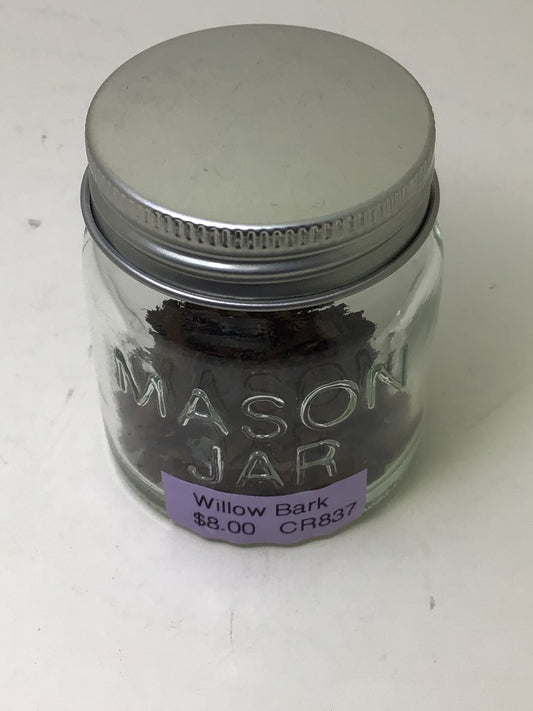 MASON
JAR
Willow Bark
$8.00 CR837